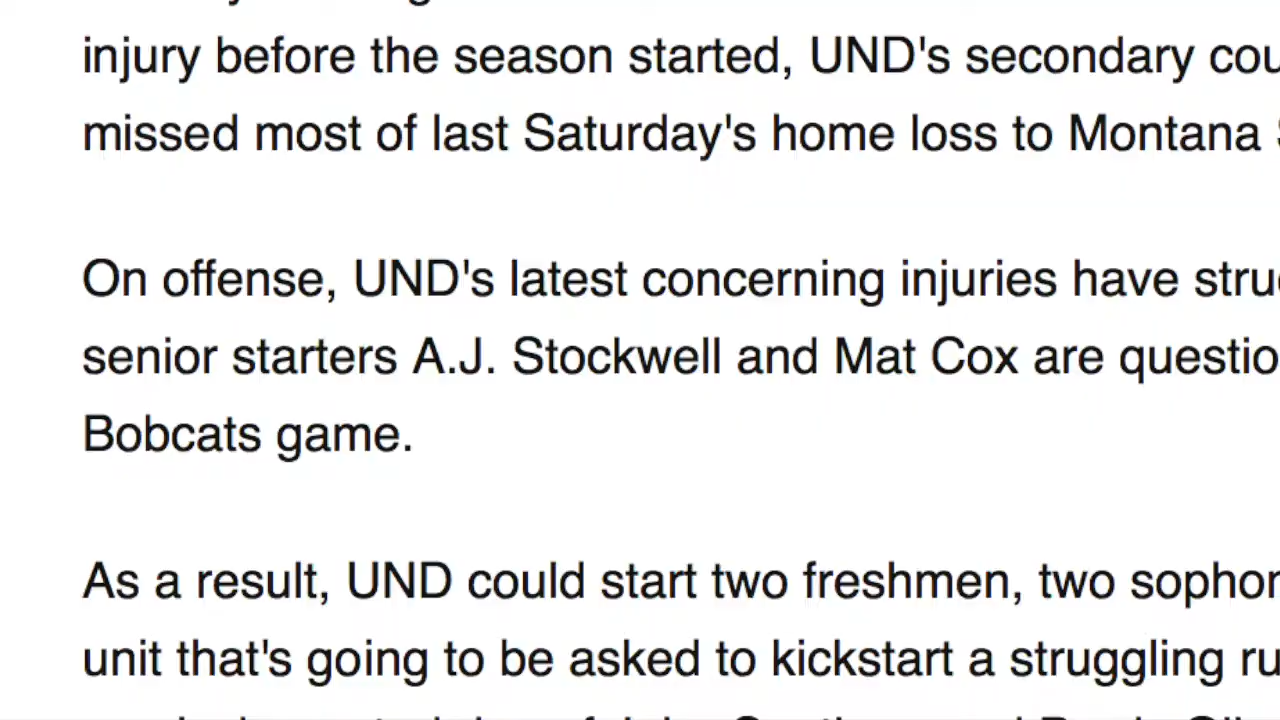 injury before the season started, UND's secondary
missed most of last Saturday's home loss to Montana
On offense, UND's latest concerning injuries have
senior starters A.J. Stockwell and Mat Cox are
Bobcats game.
As a result, UND could start two freshmen, two
unit that's going to be asked to kickstart a struggling